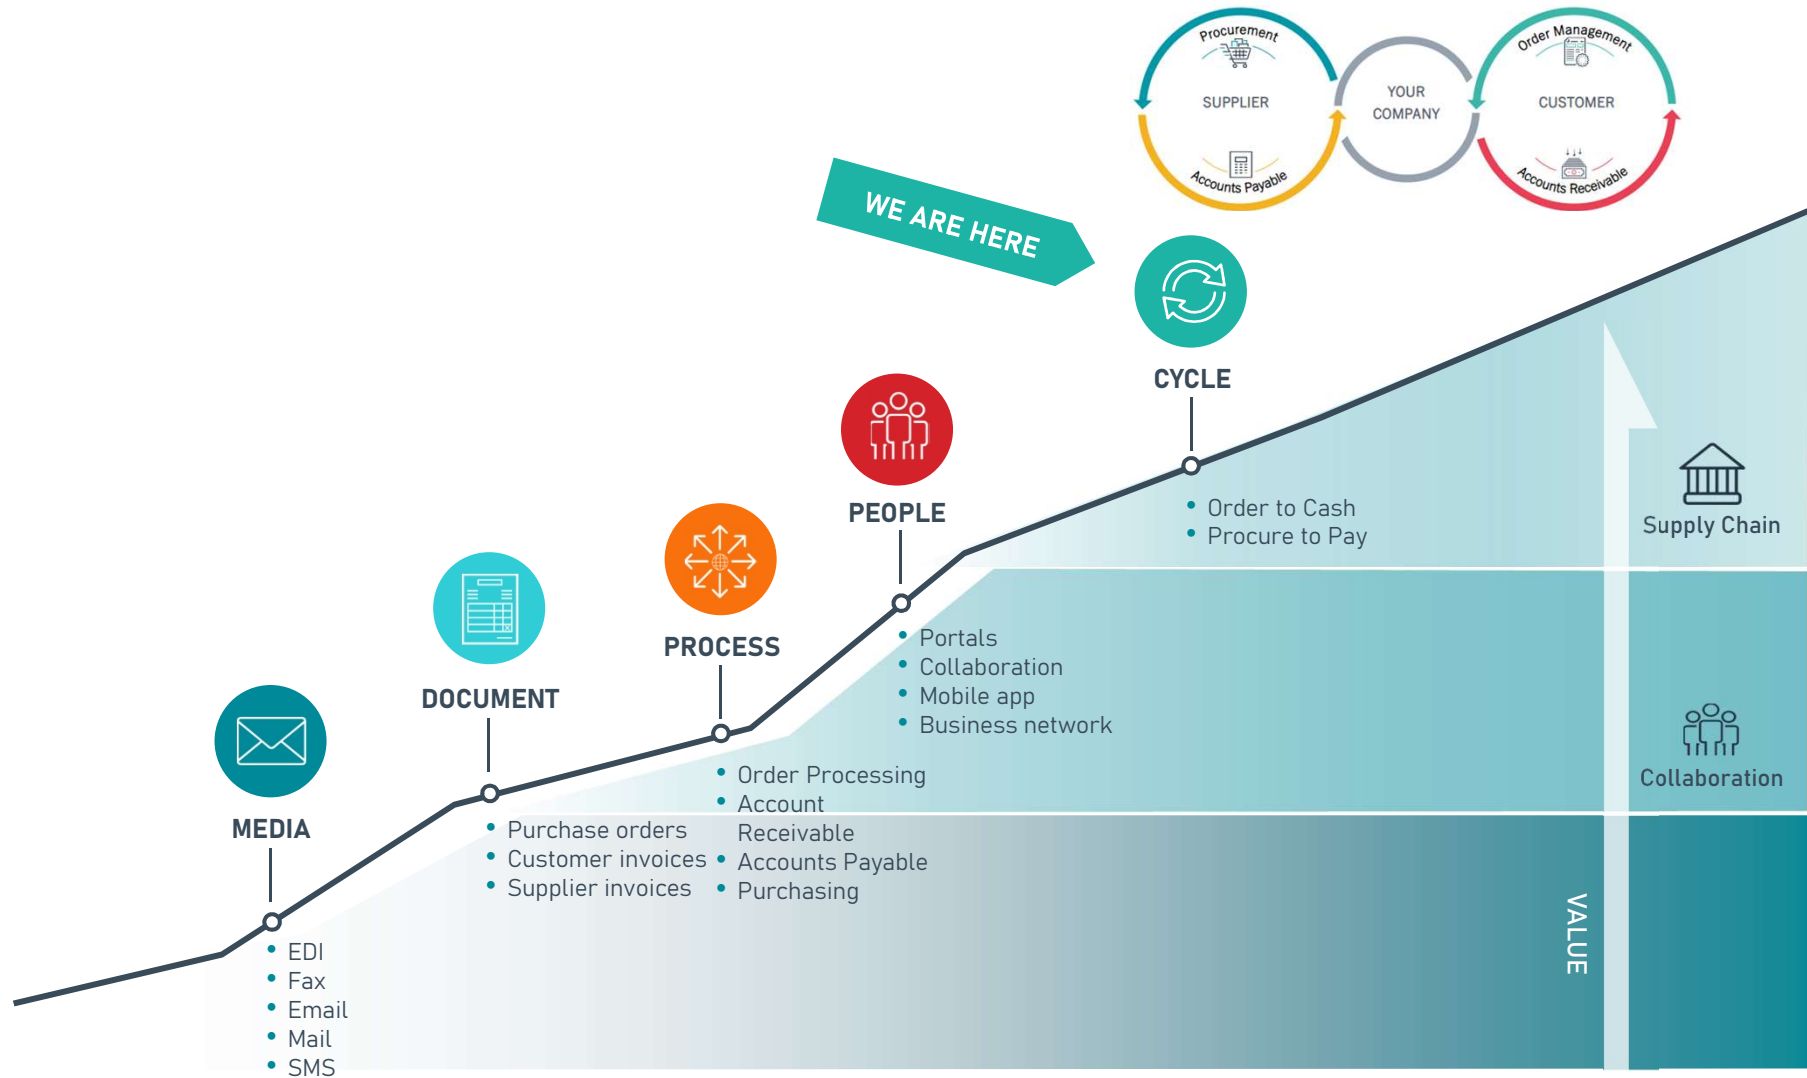 Procurement
SUPPLIER
Accounts Payable
YOUR
COMPANY
Order Management
CUSTOMER
Accounts Receivable
WE ARE HERE
CYCLE
• Order to Cash
• Procure to Pay
PEOPLE
• Portals
• Collaboration
• Mobile app
• Business network
PROCESS
• Order Processing
• Account
Receivable
• Accounts Payable
• Purchasing
DOCUMENT
• Purchase orders
• Customer invoices
• Supplier invoices
MEDIA
• EDI
• Fax
• Email
• Mail
• SMS
Supply Chain
Collaboration
VALUE